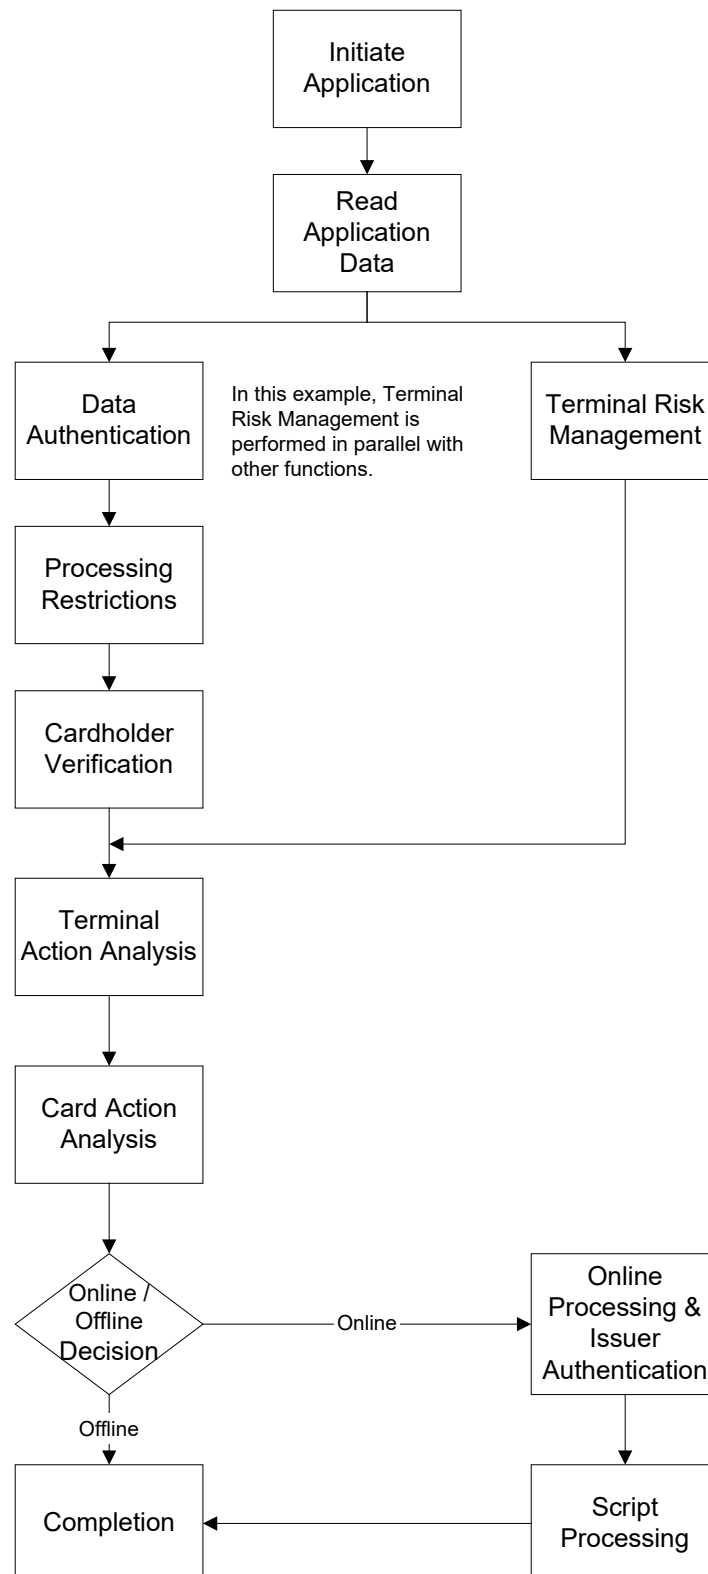 Initiate
Application
Read
Application
Data
Data
Authentication
In this example, Terminal
Risk Management is
performed in parallel with
other functions.
Terminal Risk
Management
Processing
Restrictions
Cardholder
Verification
Terminal
Action Analysis
Card Action
Analysis
Online /
Offline
Decision
Online
Online
Processing &
Issuer
Authentication
Offline
Completion
Script
Processing